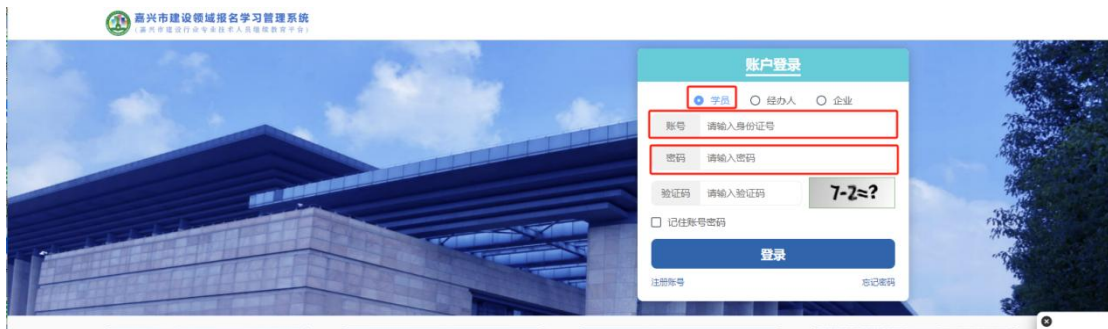 嘉兴市建设领域报名学习管理系统
(嘉兴市建设行业专业技术人员继续教育平台)
账户登录
学员 经办人 企业
账号 请输入身份证号
密码 请输入密码
验证码 请输入验证码 7-2=?
记住账号密码
登录
注册账号 忘记密码